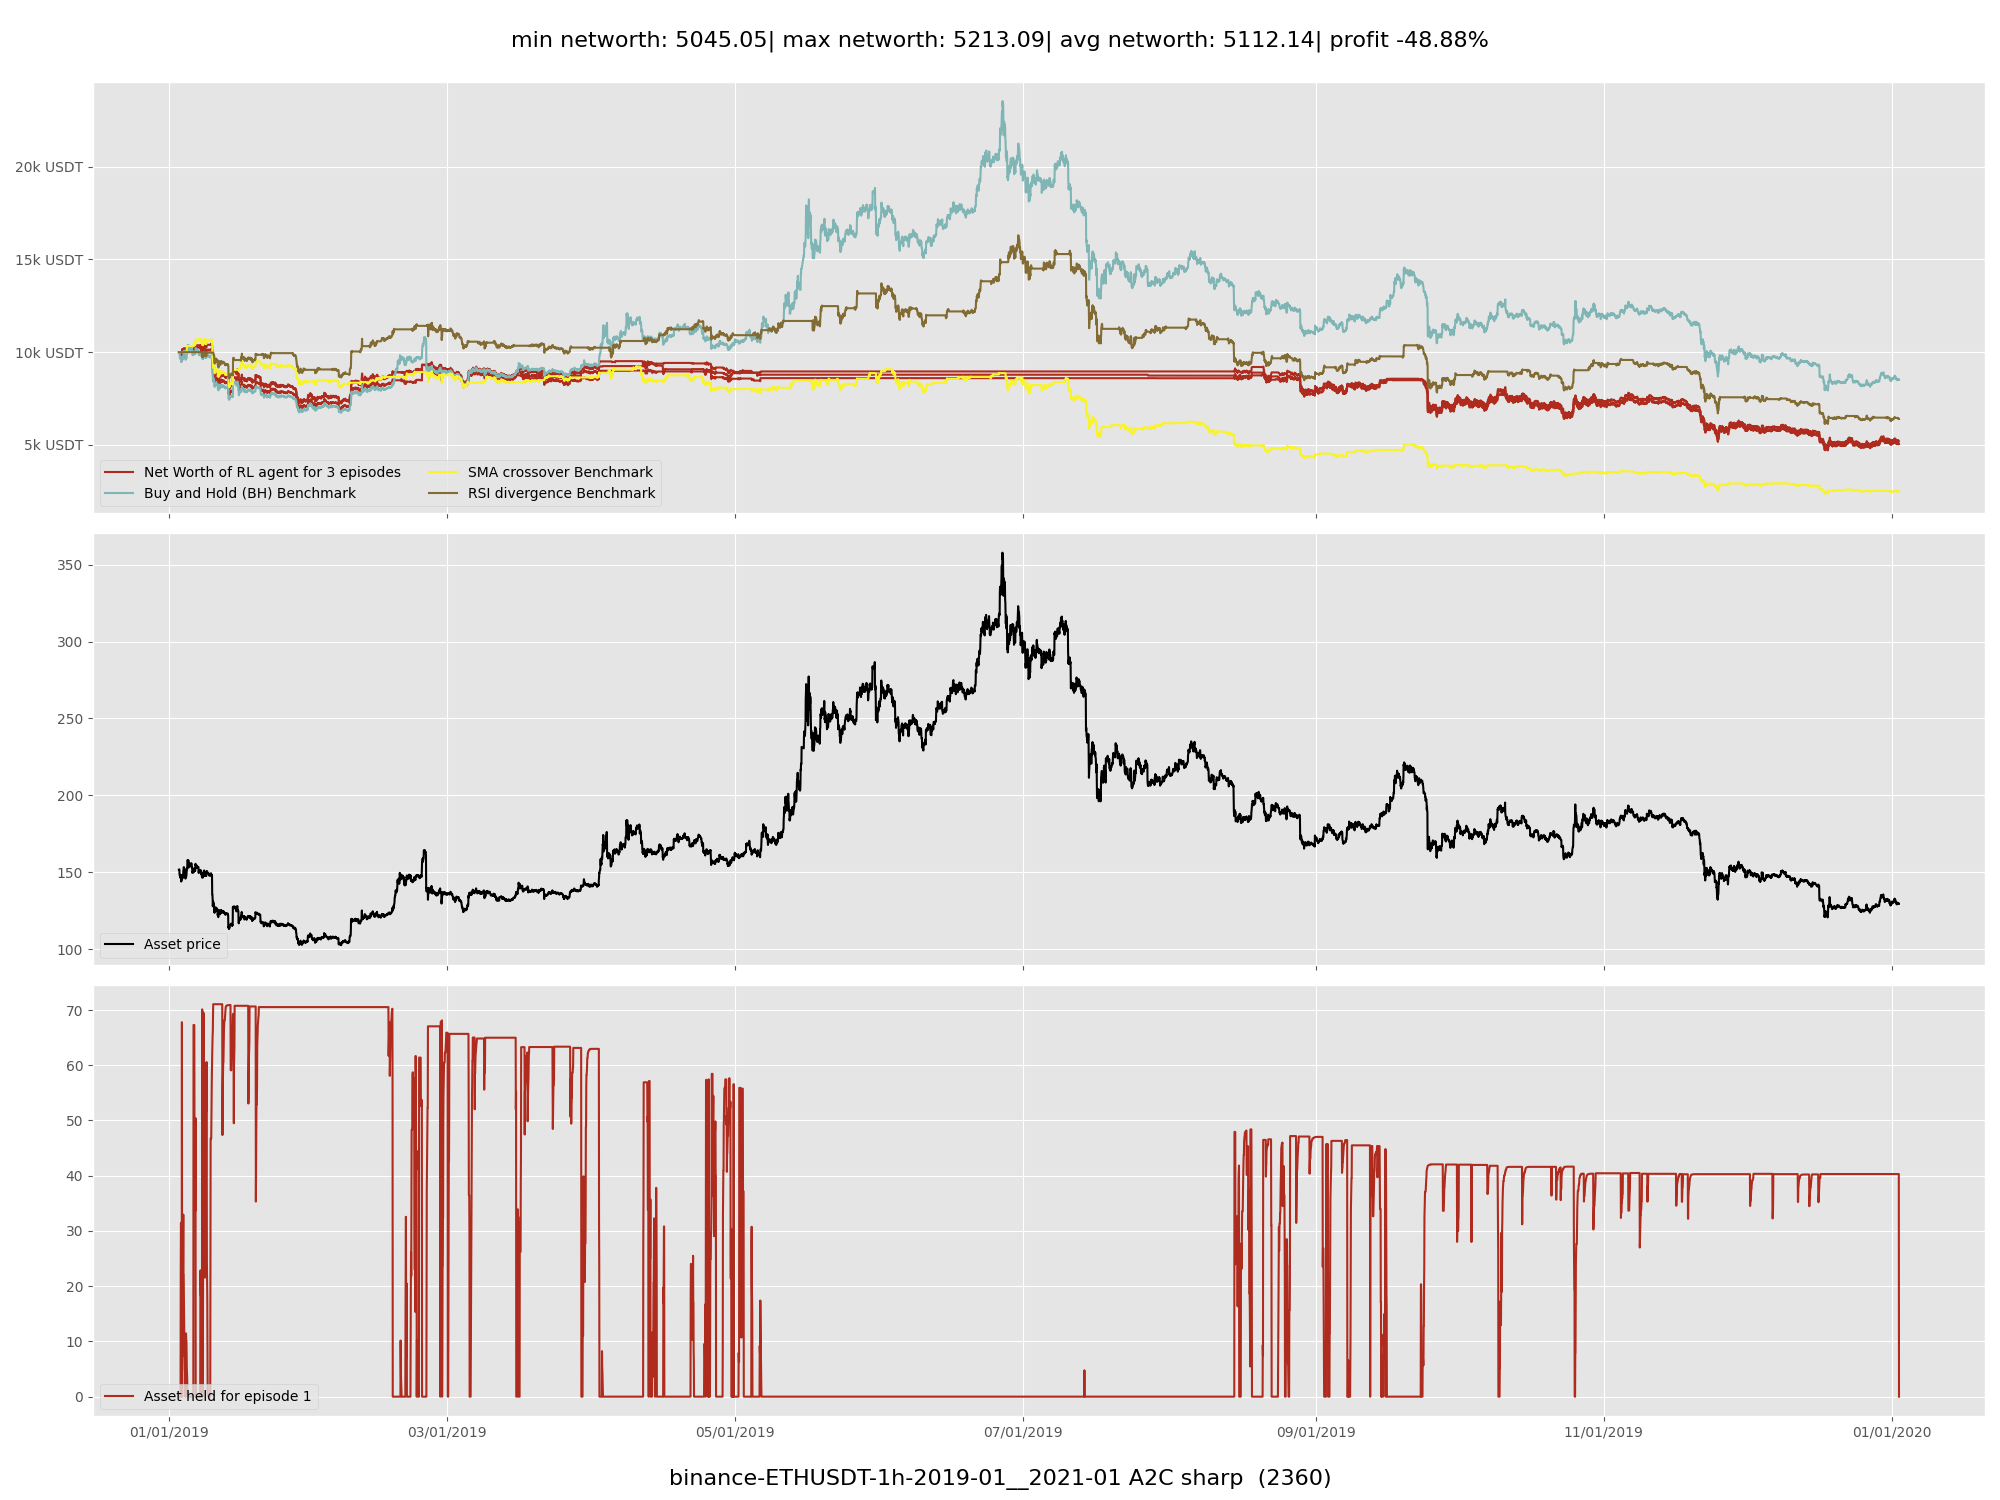 min networth: 5045.05| max networth: 5213.09| avg networth: 5112.14| profit -48.88%
20k USDT
15k USDT
10k USDT
5k USDT
Net Worth of RL agent for 3 episodes
Buy and Hold (BH) Benchmark
SMA crossover Benchmark
RSI divergence Benchmark
350
300
250
200
150
100
Asset price
70
60
50
40
30
20
10
0
Asset held for episode 1
01/01/2019 03/01/2019 05/01/2019 07/01/2019 09/01/2019 11/01/2019 01/01/2020
binance-ETHUSDT-1h-2019-01__2021-01 A2C sharp (2360)